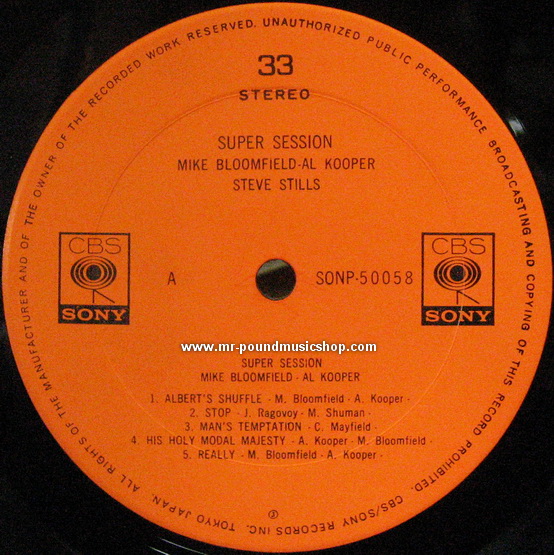 ALL RIGHTS OF THE MANUFACTURER AND OF THE OWNER OF THE RECORDED WORK RESERVED. UNAUTHORIZED PUBLIC PERFORMANCE BROADCASTING AND COPYING OF THIS RECORD PROHIBITED. CBS/SONY RECORDS INC. TOKYO JAPAN.
33
STEREO
SUPER SESSION
MIKE BLOOMFIELD-AL KOOPER
STEVE STILLS
CBS
SONY
A
SONP-50058
CBS
SONY
www.mr-poundmusicshop.com
SUPER SESSION
MIKE BLOOMFIELD - AL KOOPER
1. ALBERT'S SHUFFLE - M. Bloomfield - A. Kooper -
2. STOP - J. Ragovoy - M. Shuman -
3. MAN'S TEMPTATION - C. Mayfield -
4. HIS HOLY MODAL MAJESTY - A. Kooper - M. Bloomfield -
5. REALLY - M. Bloomfield - A. Kooper -
Ⓟ